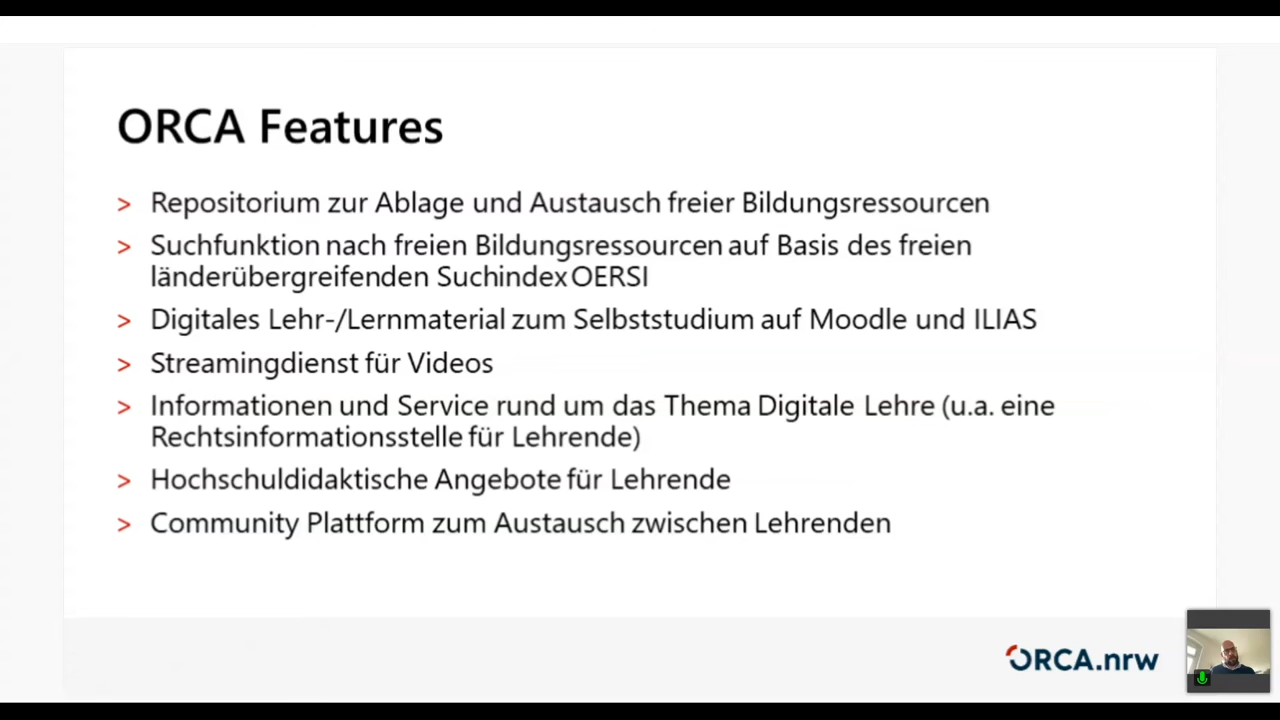 ORCA Features
> Repositorium zur Ablage und Austausch freier Bildungsressourcen
> Suchfunktion nach freien Bildungsressourcen auf Basis des freien
länderübergreifenden Suchindex OERSI
> Digitales Lehr-/Lernmaterial zum Selbststudium auf Moodle und ILIAS
> Streamingdienst für Videos
> Informationen und Service rund um das Thema Digitale Lehre (u.a. eine
Rechtsinformationsstelle für Lehrende)
> Hochschuldidaktische Angebote für Lehrende
> Community Plattform zum Austausch zwischen Lehrenden
ORCA.nrw